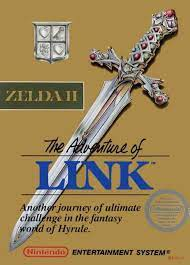 ZELDA II
The Adventure of
LINK
Another journey of ultimate
challenge in the fantasy
world of Hyrule.
Nintendo ENTERTAINMENT SYSTEM®